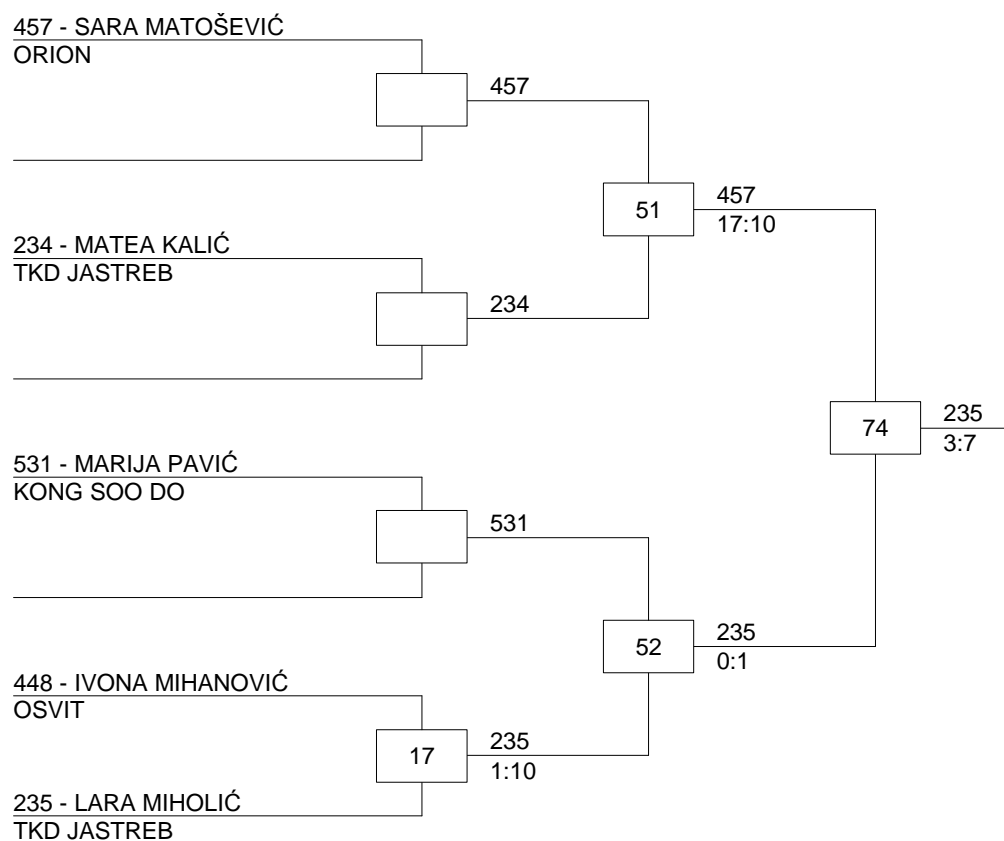 457 - SARA MATOŠEVIĆ
ORION
457
51
457
17:10
234 - MATEA KALIĆ
TKD JASTREB
234
74
235
3:7
531 - MARIJA PAVIĆ
KONG SOO DO
531
52
235
0:1
448 - IVONA MIHANOVIĆ
OSVIT
17
235
1:10
235 - LARA MIHOLIĆ
TKD JASTREB